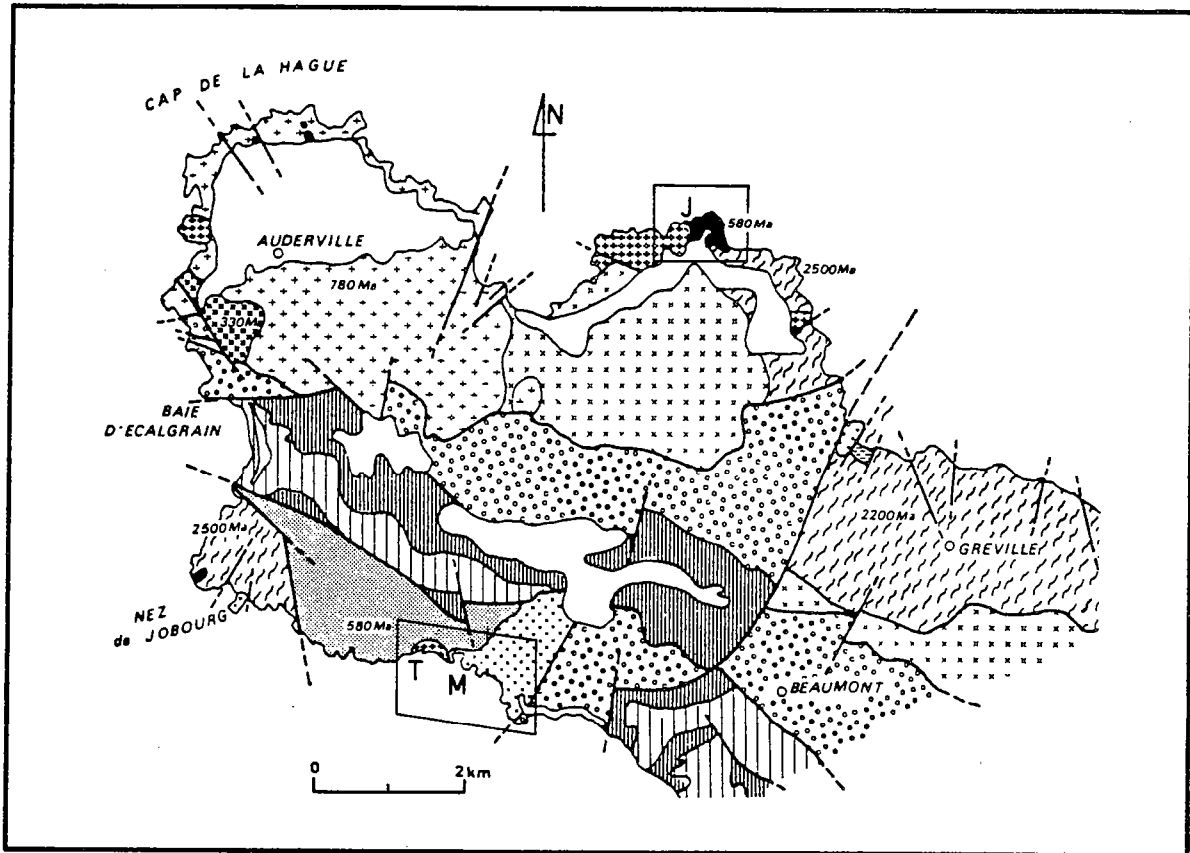 CAP DE LA HAGUE
N
J
580 Ma
AUDERVILLE
2500 Ma
780 Ma
330 Ma
BAIE
D'ECALGRAIN
2200 Ma
GREVILLE
2500 Ma
NEZ
de JOBOURG
580 Ma
T M
BEAUMONT
0 2 km